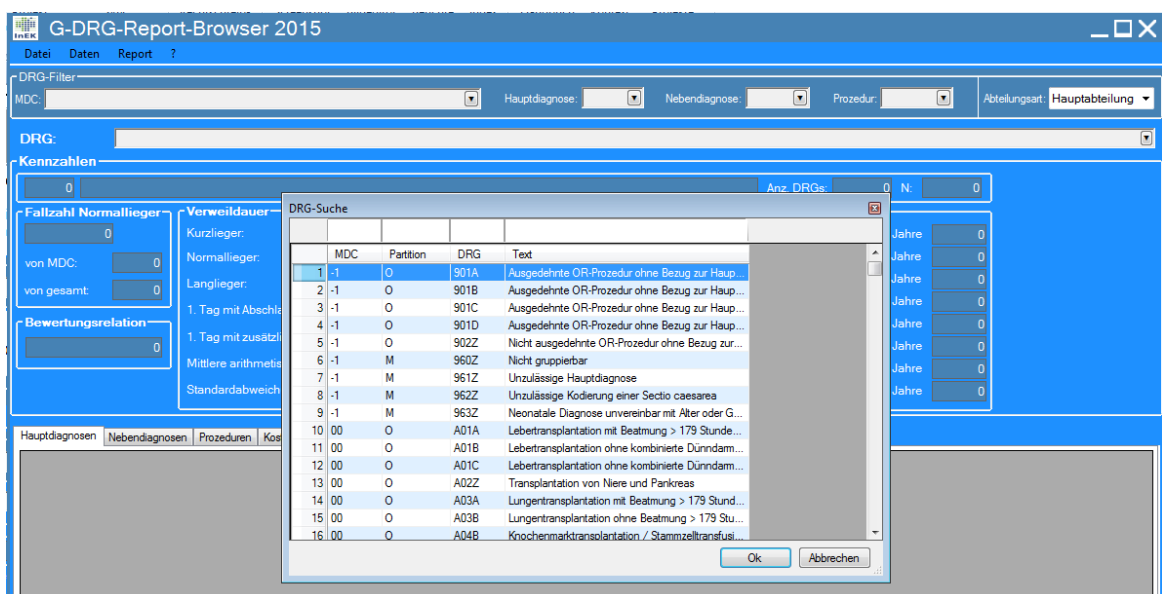 InEK G-DRG-Report-Browser 2015
Datei Daten Report ?
DRG-Filter
MDC: Hauptdiagnose: Nebendiagnose: Prozedur: Abteilungsart: Hauptabteilung
DRG:
Kennzahlen
0 Anz. DRGs: 0 N: 0
Fallzahl Normallieger
0
von MDC: 0
von gesamt: 0
Bewertungsrelation
0
Verweildauer
Kurzlieger:
Normallieger:
Langlieger:
1. Tag mit Abschla
1. Tag mit zusätzli
Mittlere arithmetis
Standardabweich
DRG-Suche
MDC Partition DRG Text
1 -1 O 901A Ausgedehnte OR-Prozedur ohne Bezug zur Haup...
2 -1 O 901B Ausgedehnte OR-Prozedur ohne Bezug zur Haup...
3 -1 O 901C Ausgedehnte OR-Prozedur ohne Bezug zur Haup...
4 -1 O 901D Ausgedehnte OR-Prozedur ohne Bezug zur Haup...
5 -1 O 902Z Nicht ausgedehnte OR-Prozedur ohne Bezug zur...
6 -1 M 960Z Nicht gruppierbar
7 -1 M 961Z Unzulässige Hauptdiagnose
8 -1 M 962Z Unzulässige Kodierung einer Sectio caesarea
9 -1 M 963Z Neonatale Diagnose unvereinbar mit Alter oder G...
10 00 O A01A Lebertransplantation mit Beatmung > 179 Stunde...
11 00 O A01B Lebertransplantation ohne kombinierte Dünndarm...
12 00 O A01C Lebertransplantation ohne kombinierte Dünndarm...
13 00 O A02Z Transplantation von Niere und Pankreas
14 00 O A03A Lungentransplantation mit Beatmung > 179 Stund...
15 00 O A03B Lungentransplantation ohne Beatmung > 179 Stu...
16 00 O A04B Knochenmarktransplantation / Stammzelltransfusi...
Ok Abbrechen
Jahre 0
Jahre 0
Jahre 0
Jahre 0
Jahre 0
Jahre 0
Jahre 0
Jahre 0
Hauptdiagnosen Nebendiagnosen Prozeduren Kos